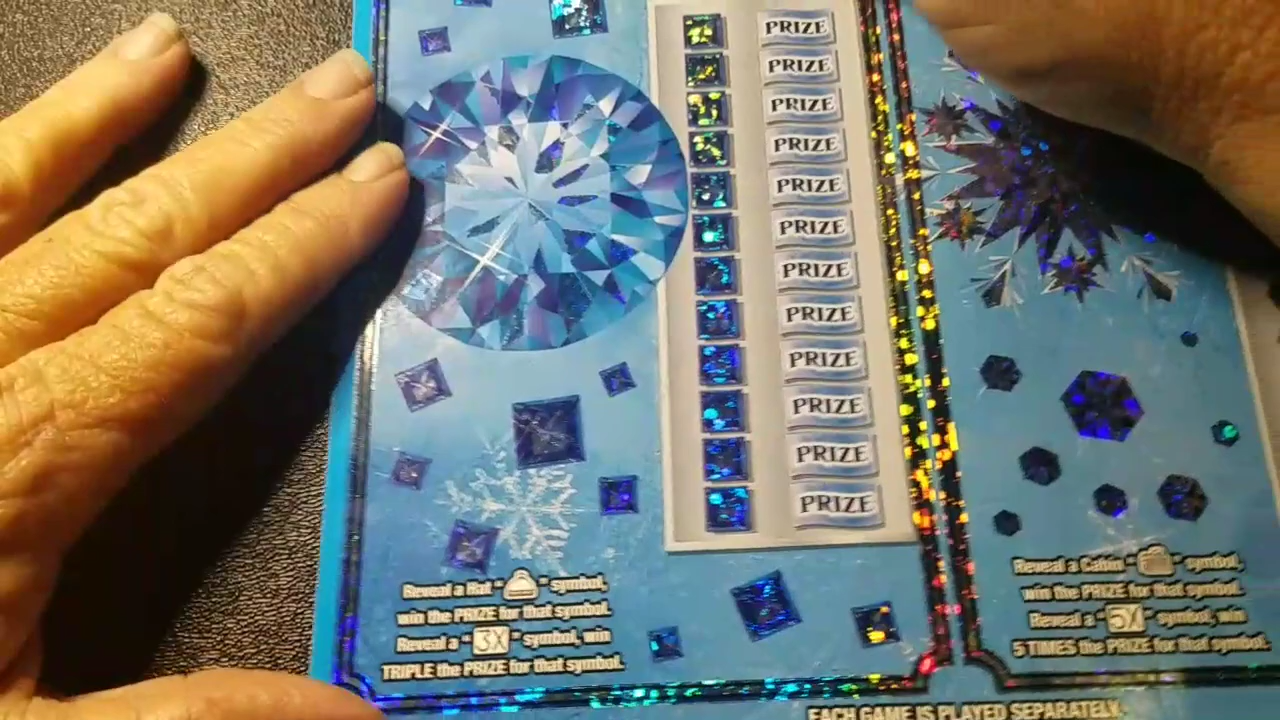 PRIZE
PRIZE
PRIZE
PRIZE
PRIZE
PRIZE
PRIZE
PRIZE
PRIZE
PRIZE
PRIZE
PRIZE
Reveal a Hat " " symbol,
win the PRIZE for that symbol.
Reveal a " 3X " symbol, win
TRIPLE the PRIZE for that symbol.
Reveal a Cabin " " symbol,
win the PRIZE for that symbol.
Reveal a " 5X " symbol, win
5 TIMES the PRIZE for that symbol.
EACH GAME IS PLAYED SEPARATELY.